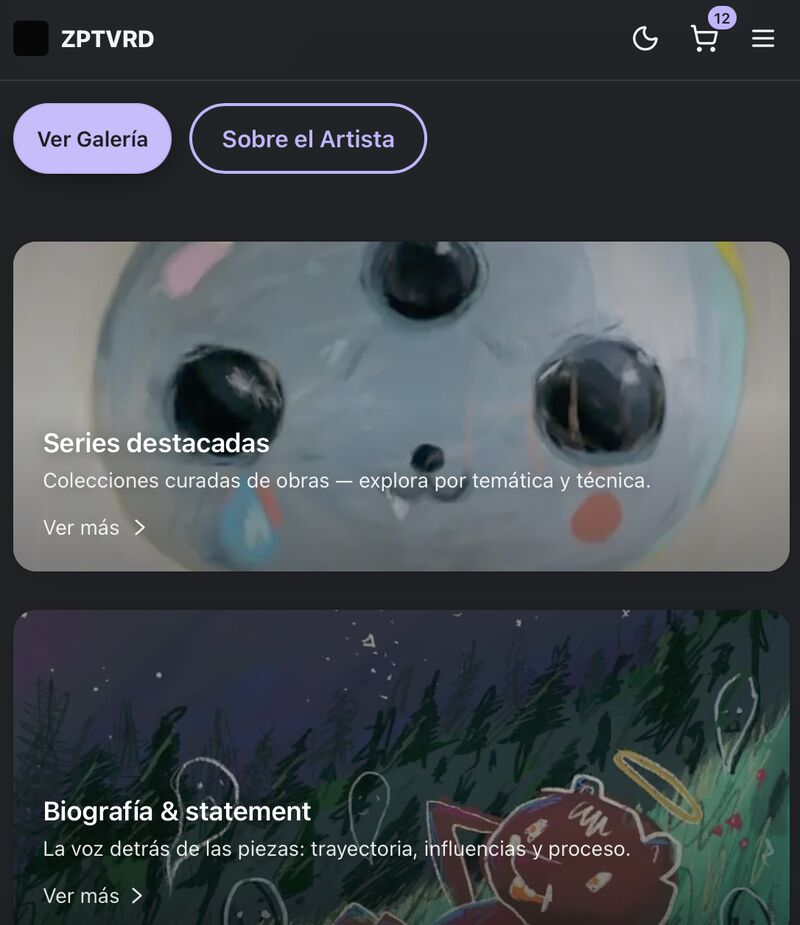 ZPTVRD
12
Ver Galería
Sobre el Artista
Series destacadas
Colecciones curadas de obras — explora por temática y técnica.
Ver más
Biografía & statement
La voz detrás de las piezas: trayectoria, influencias y proceso.
Ver más